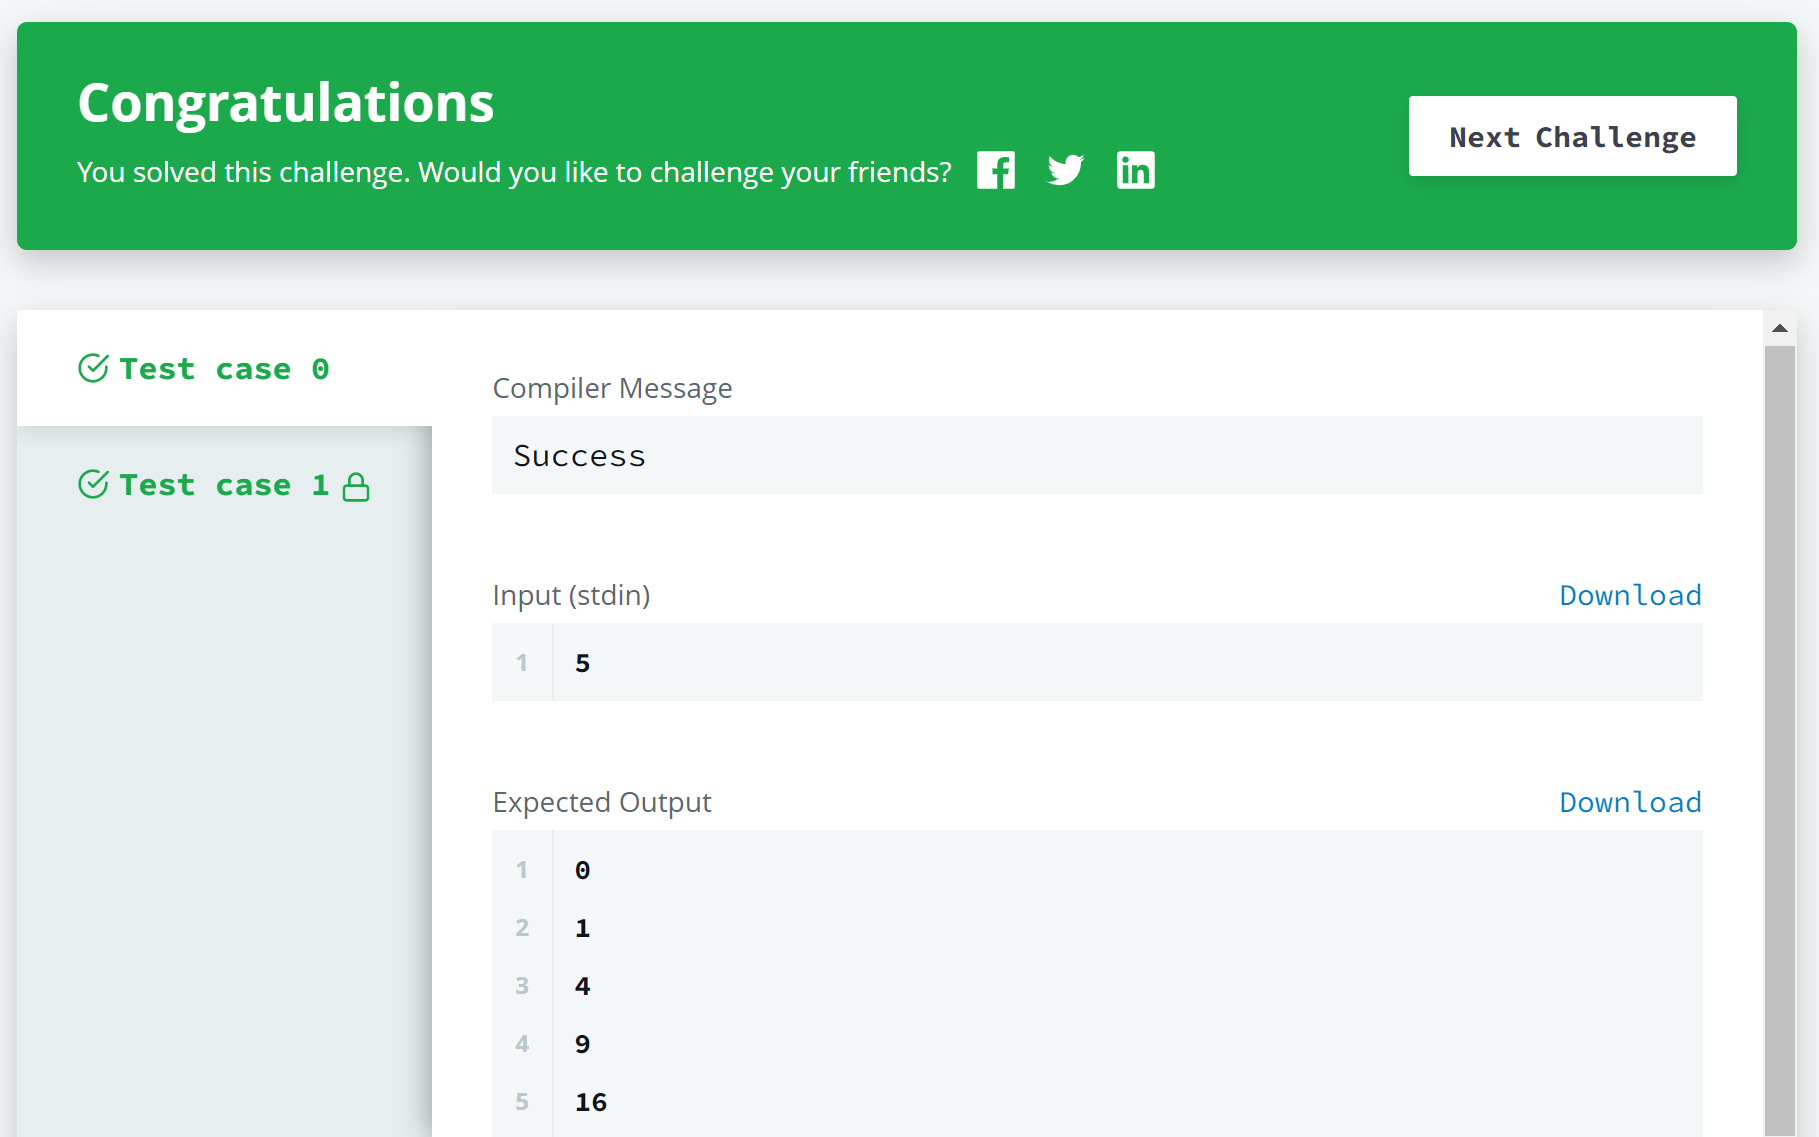 Congratulations
You solved this challenge. Would you like to challenge your friends?
Next Challenge
Test case 0
Test case 1
Compiler Message
Success
Input (stdin)
Download
1 5
Expected Output
Download
1 0
2 1
3 4
4 9
5 16